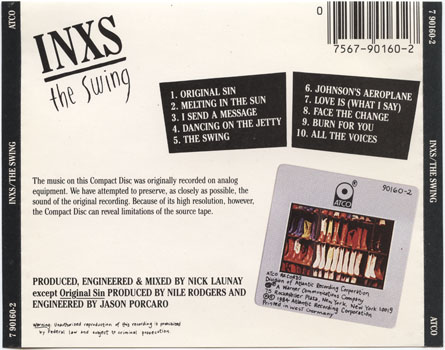 ATCO
INXS/THE SWING
7 90160-2
INXS
the swing
0
7567-90160-2
1. ORIGINAL SIN
2. MELTING IN THE SUN
3. I SEND A MESSAGE
4. DANCING ON THE JETTY
5. THE SWING
6. JOHNSON'S AEROPLANE
7. LOVE IS (WHAT I SAY)
8. FACE THE CHANGE
9. BURN FOR YOU
10. ALL THE VOICES
The music on this Compact Disc was originally recorded on analog
equipment. We have attempted to preserve, as closely as possible, the
sound of the original recording. Because of its high resolution, however,
the Compact Disc can reveal limitations of the source tape.
PRODUCED, ENGINEERED & MIXED BY NICK LAUNAY
except Original Sin PRODUCED BY NILE RODGERS AND
ENGINEERED BY JASON PORCARO
Warning: Unauthorized reproduction of this recording is prohibited
by Federal law and subject to criminal prosecution.
ATCO
90160-2
ATCO RECORDS
Division of Atlantic Recording Corporation
A Warner Communications Company
75 Rockefeller Plaza, New York, New York 10019
© 1984 Atlantic Recording Corporation
Printed in West Germany
7 90160-2
INXS/THE SWING
ATCO